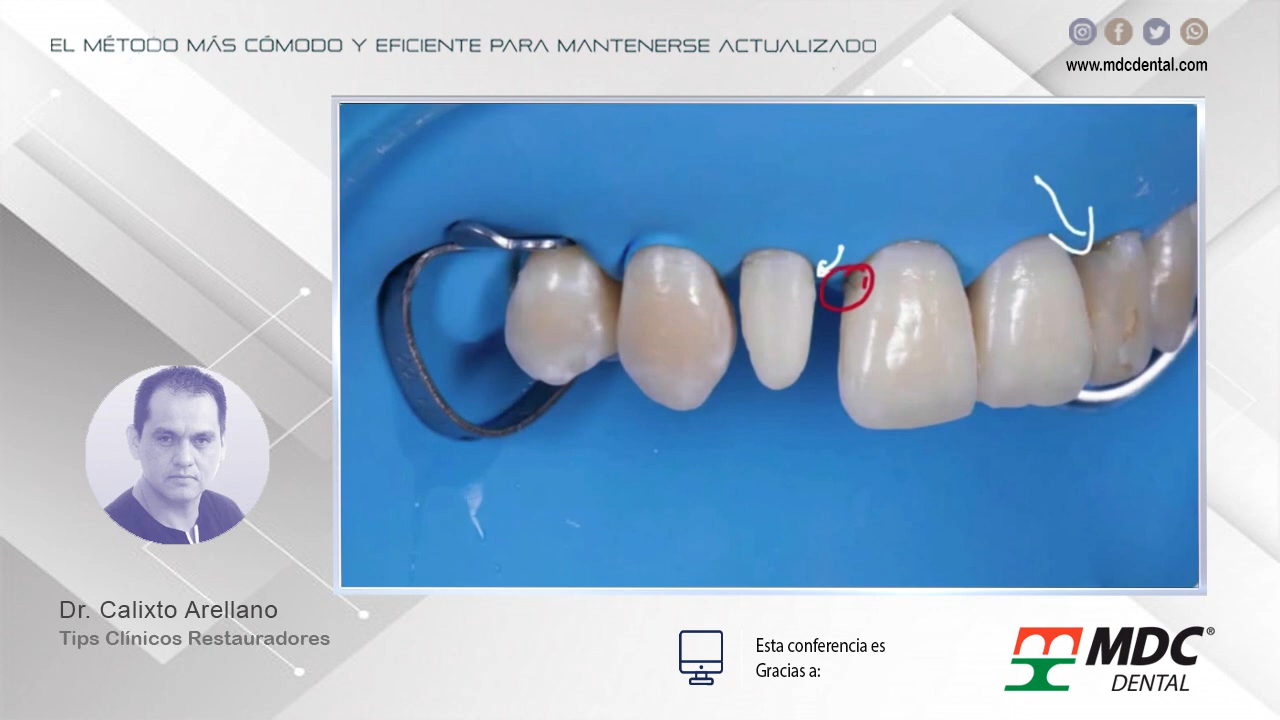 EL MÉTODO MÁS CÓMODO Y EFICIENTE PARA MANTENERSE ACTUALIZADO
www.mdcdental.com
Dr. Calixto Arellano
Tips Clínicos Restauradores
Esta conferencia es
Gracias a:
MDC®
DENTAL